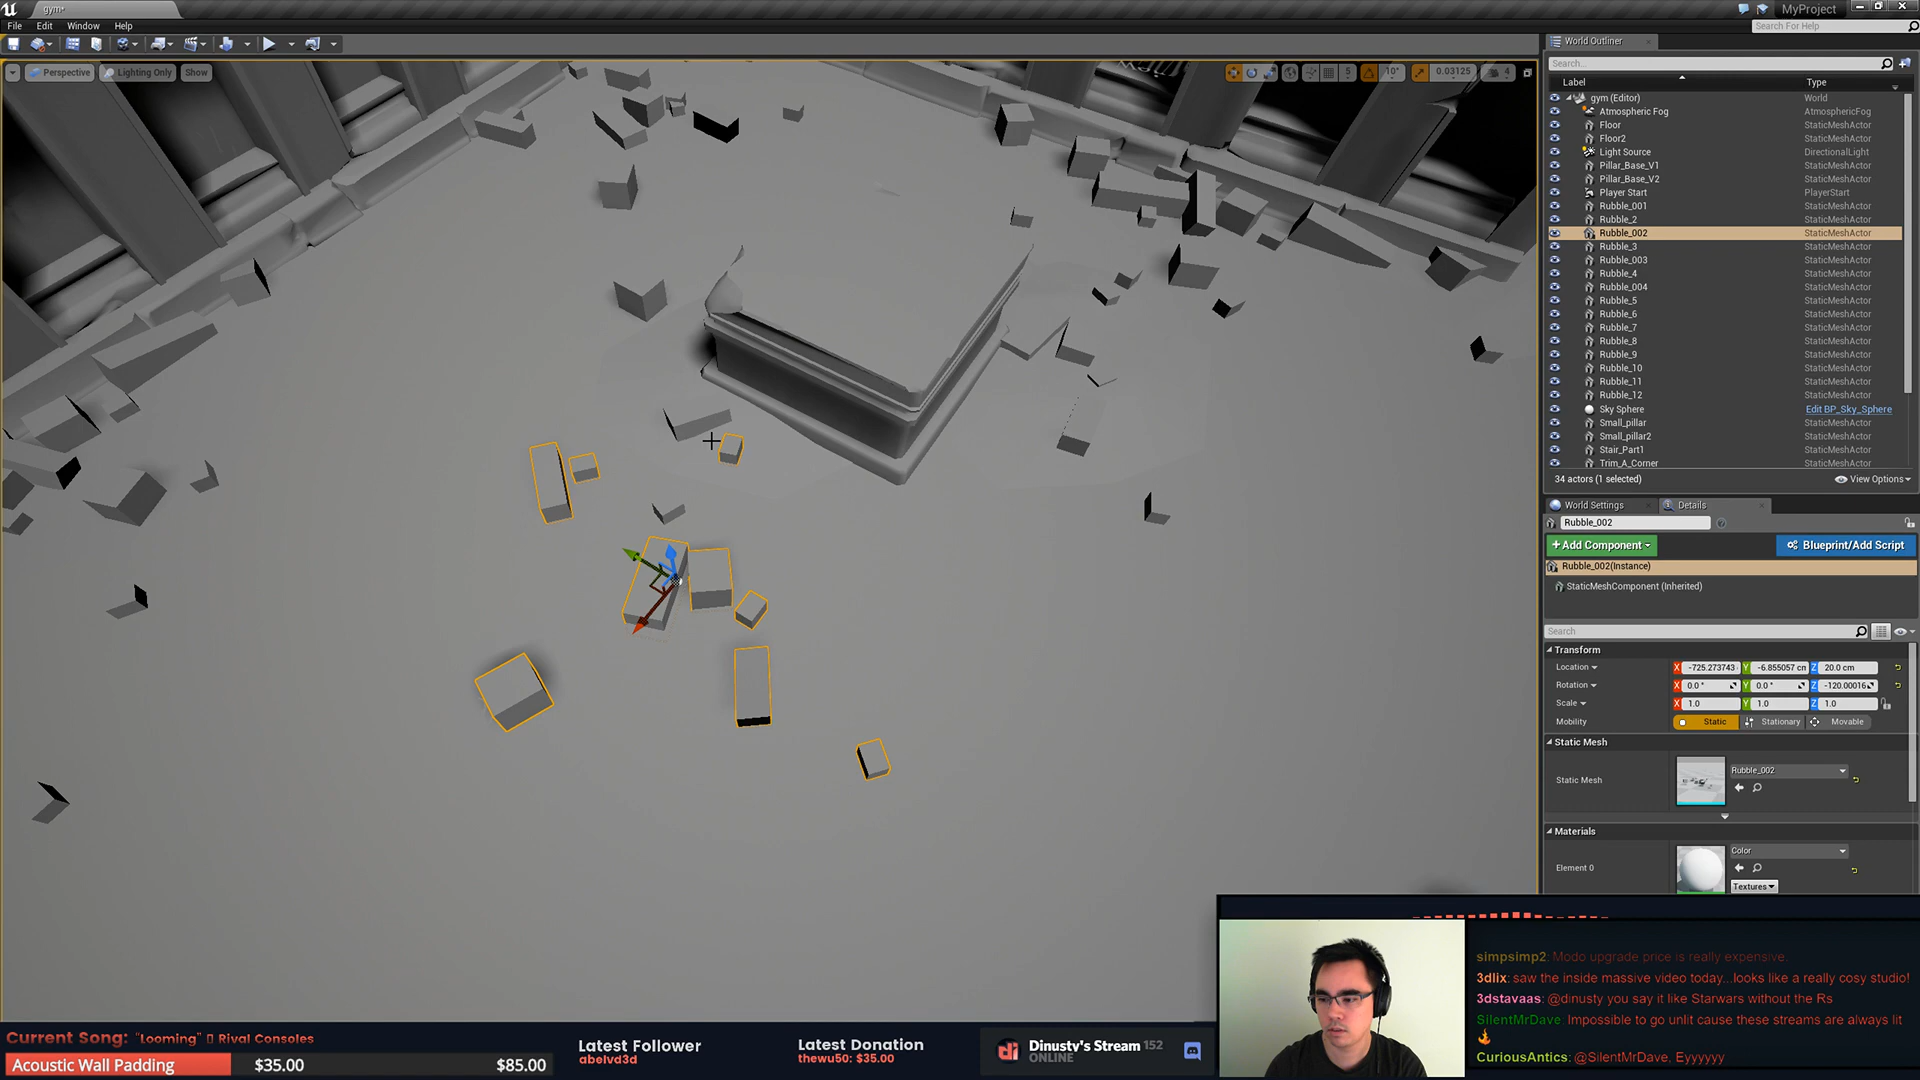 gym*
MyProject
File Edit Window Help
Search For Help
Perspective Lighting Only Show
5 10° 0.03125 4
World Outliner
Search...
Label Type
gym (Editor) World
Atmospheric Fog AtmosphericFog
Floor StaticMeshActor
Floor2 StaticMeshActor
Light Source DirectionalLight
Pillar_Base_V1 StaticMeshActor
Pillar_Base_V2 StaticMeshActor
Player Start PlayerStart
Rubble_001 StaticMeshActor
Rubble_2 StaticMeshActor
Rubble_002 StaticMeshActor
Rubble_3 StaticMeshActor
Rubble_003 StaticMeshActor
Rubble_4 StaticMeshActor
Rubble_004 StaticMeshActor
Rubble_5 StaticMeshActor
Rubble_6 StaticMeshActor
Rubble_7 StaticMeshActor
Rubble_8 StaticMeshActor
Rubble_9 StaticMeshActor
Rubble_10 StaticMeshActor
Rubble_11 StaticMeshActor
Rubble_12 StaticMeshActor
Sky Sphere Edit BP_Sky_Sphere
Small_pillar StaticMeshActor
Small_pillar2 StaticMeshActor
Stair_Part1 StaticMeshActor
Trim_A_Corner StaticMeshActor
34 actors (1 selected) View Options
World Settings Details
Rubble_002
+ Add Component Blueprint/Add Script
Rubble_002(Instance)
StaticMeshComponent (Inherited)
Search
Transform
Location X -725.273743 Y -6.855057 cm Z 20.0 cm
Rotation X 0.0 ° Y 0.0 ° Z -120.00016
Scale X 1.0 Y 1.0 Z 1.0
Mobility Static Stationary Movable
Static Mesh
Static Mesh Rubble_002
Materials
Element 0 Color
Textures
simpsimp2: Modo upgrade price is really expensive.
3dlix: saw the inside massive video today...looks like a really cosy studio!
3dstavaas: @dinusty you say it like Starwars without the Rs
SilentMrDave: Impossible to go unlit cause these streams are always lit
CuriousAntics: @SilentMrDave, Eyyyyyy
Current Song: "Looming" Rival Consoles
Acoustic Wall Padding $35.00 $85.00
Latest Follower
abelvd3d
Latest Donation
thewu50: $35.00
Dinusty's Stream 152
ONLINE